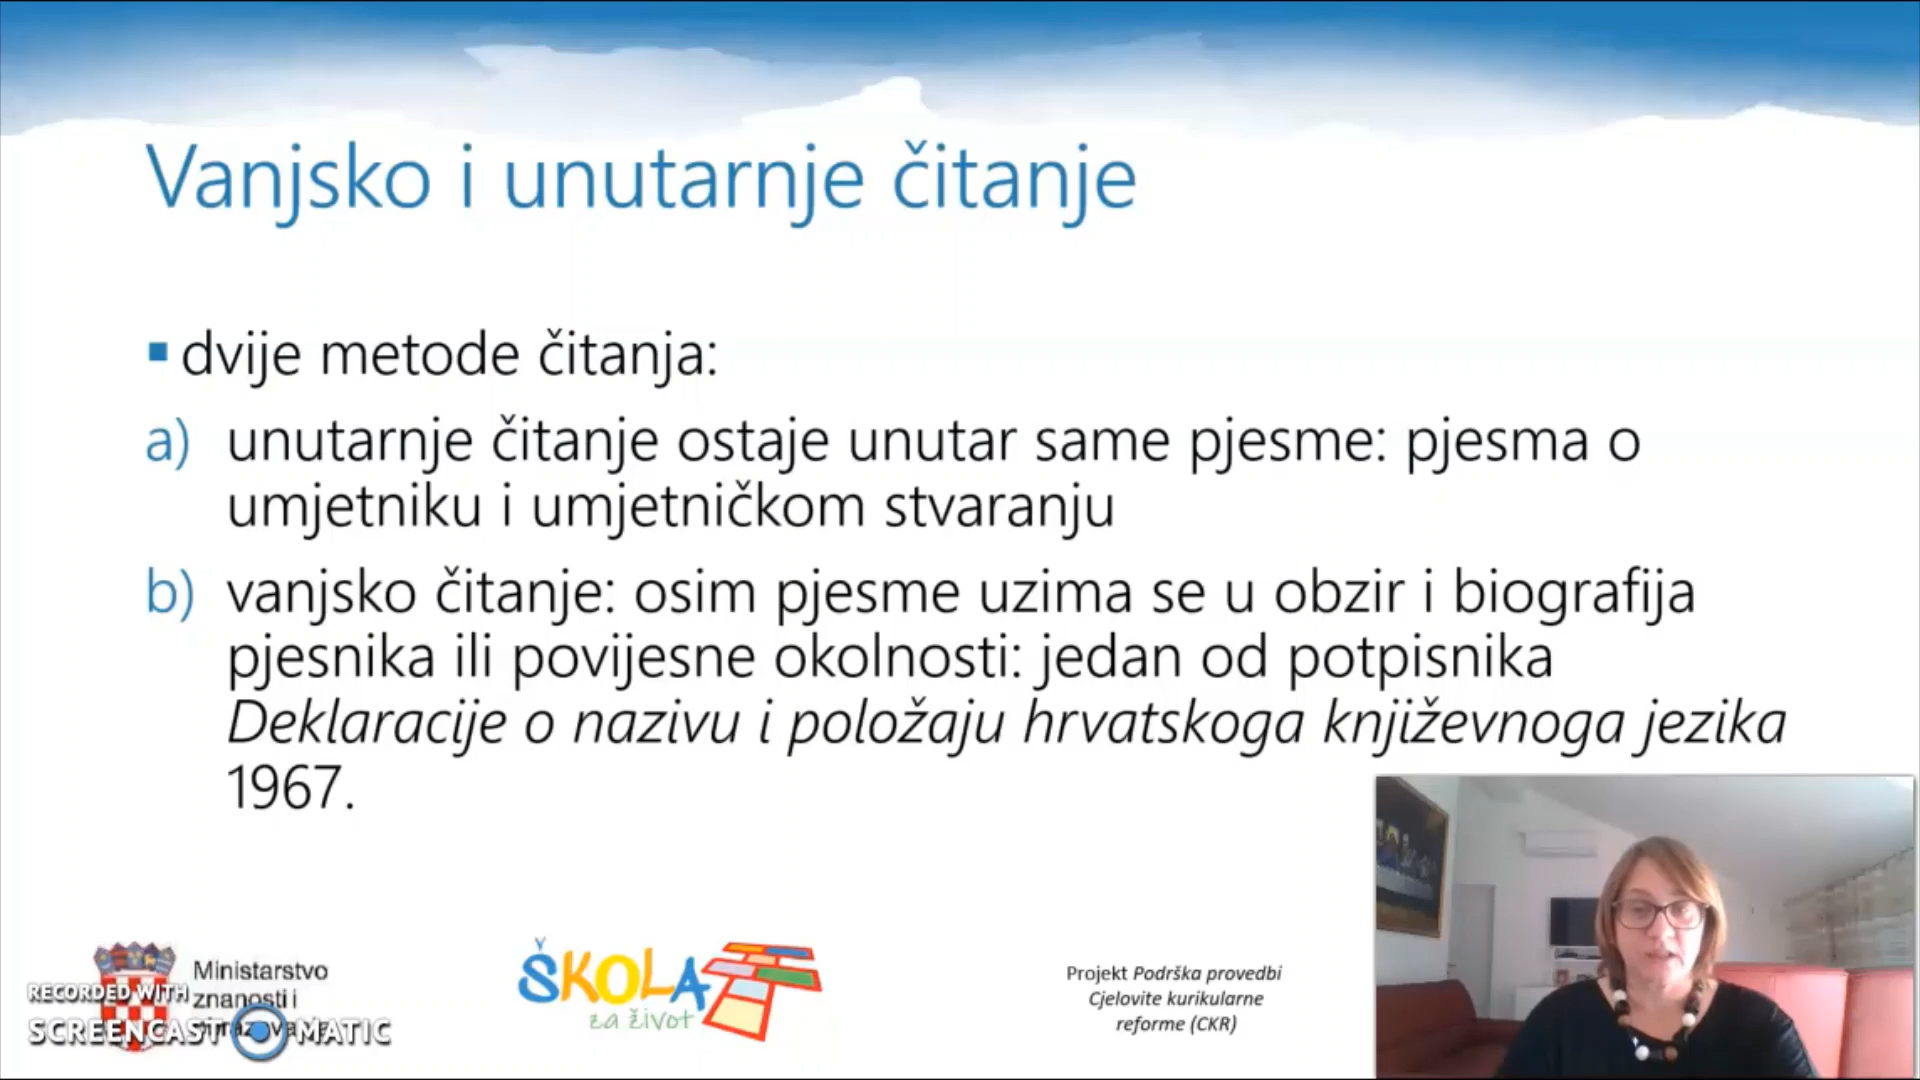 Vanjsko i unutarnje čitanje
dvije metode čitanja:
a) unutarnje čitanje ostaje unutar same pjesme: pjesma o
umjetniku i umjetničkom stvaranju
b) vanjsko čitanje: osim pjesme uzima se u obzir i biografija
pjesnika ili povijesne okolnosti: jedan od potpisnika
Deklaracije o nazivu i položaju hrvatskoga književnoga jezika
1967.
Ministarstvo
znanosti i
RECORDED WITH
SCREENCAST MATIC
ŠKOLA
za život
Projekt Podrška provedbi
Cjelovite kurikularne
reforme (CKR)